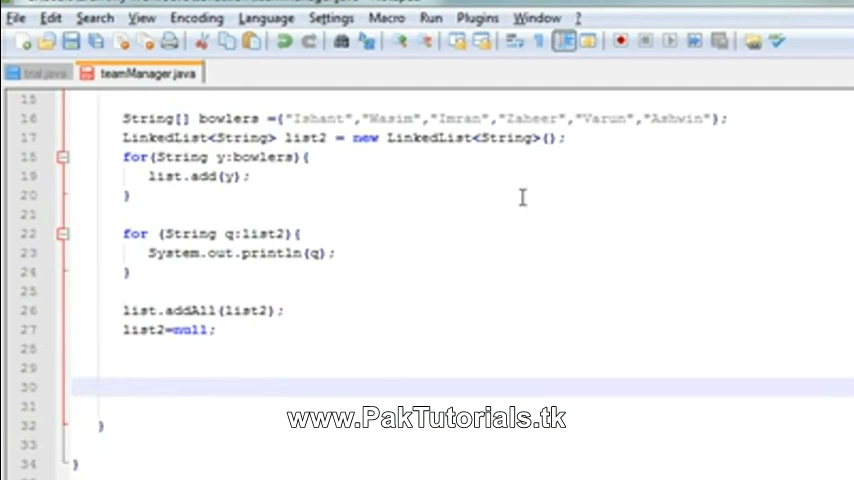 File Edit Search View Encoding Language Settings Macro Run Plugins Window ?
trial.java teamManager.java
15
16 String[] bowlers ={"Ishant","Wasim","Imran","Zaheer","Varun","Ashwin"};
17 LinkedList<String> list2 = new LinkedList<String>();
18 for(String y:bowlers){
19 list.add(y);
20 }
21
22 for (String q:list2){
23 System.out.println(q);
24 }
25
26 list.addAll(list2);
27 list2=null;
28
29
30
31
32 }
33
34 }
www.PakTutorials.tk